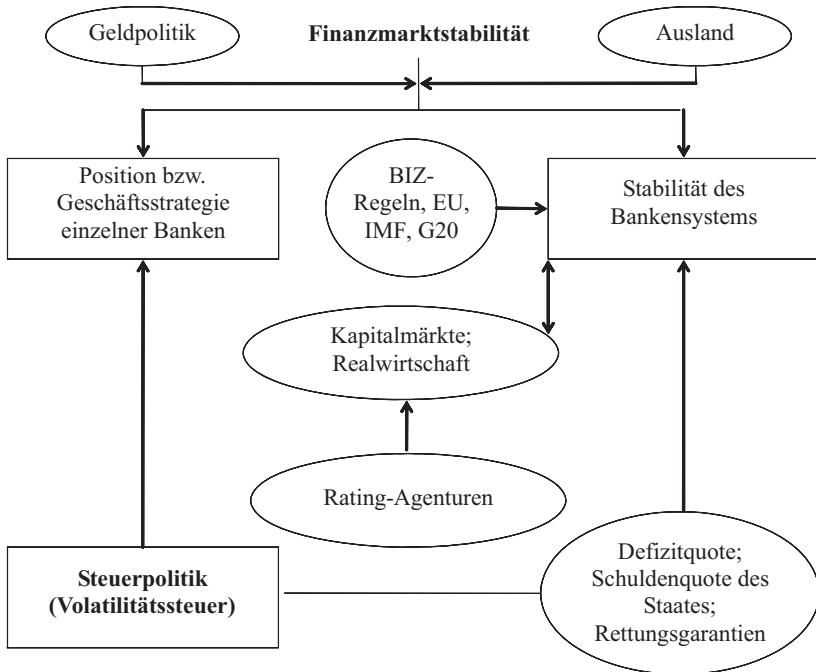 Geldpolitik
Finanzmarktstabilität
Ausland
Position bzw.
Geschäftsstrategie
einzelner Banken
BIZ-
Regeln, EU,
IMF, G20
Stabilität des
Bankensystems
Kapitalmärkte;
Realwirtschaft
Rating-Agenturen
Steuerpolitik
(Volatilitätssteuer)
Defizitquote;
Schuldenquote des
Staates;
Rettungsgarantien